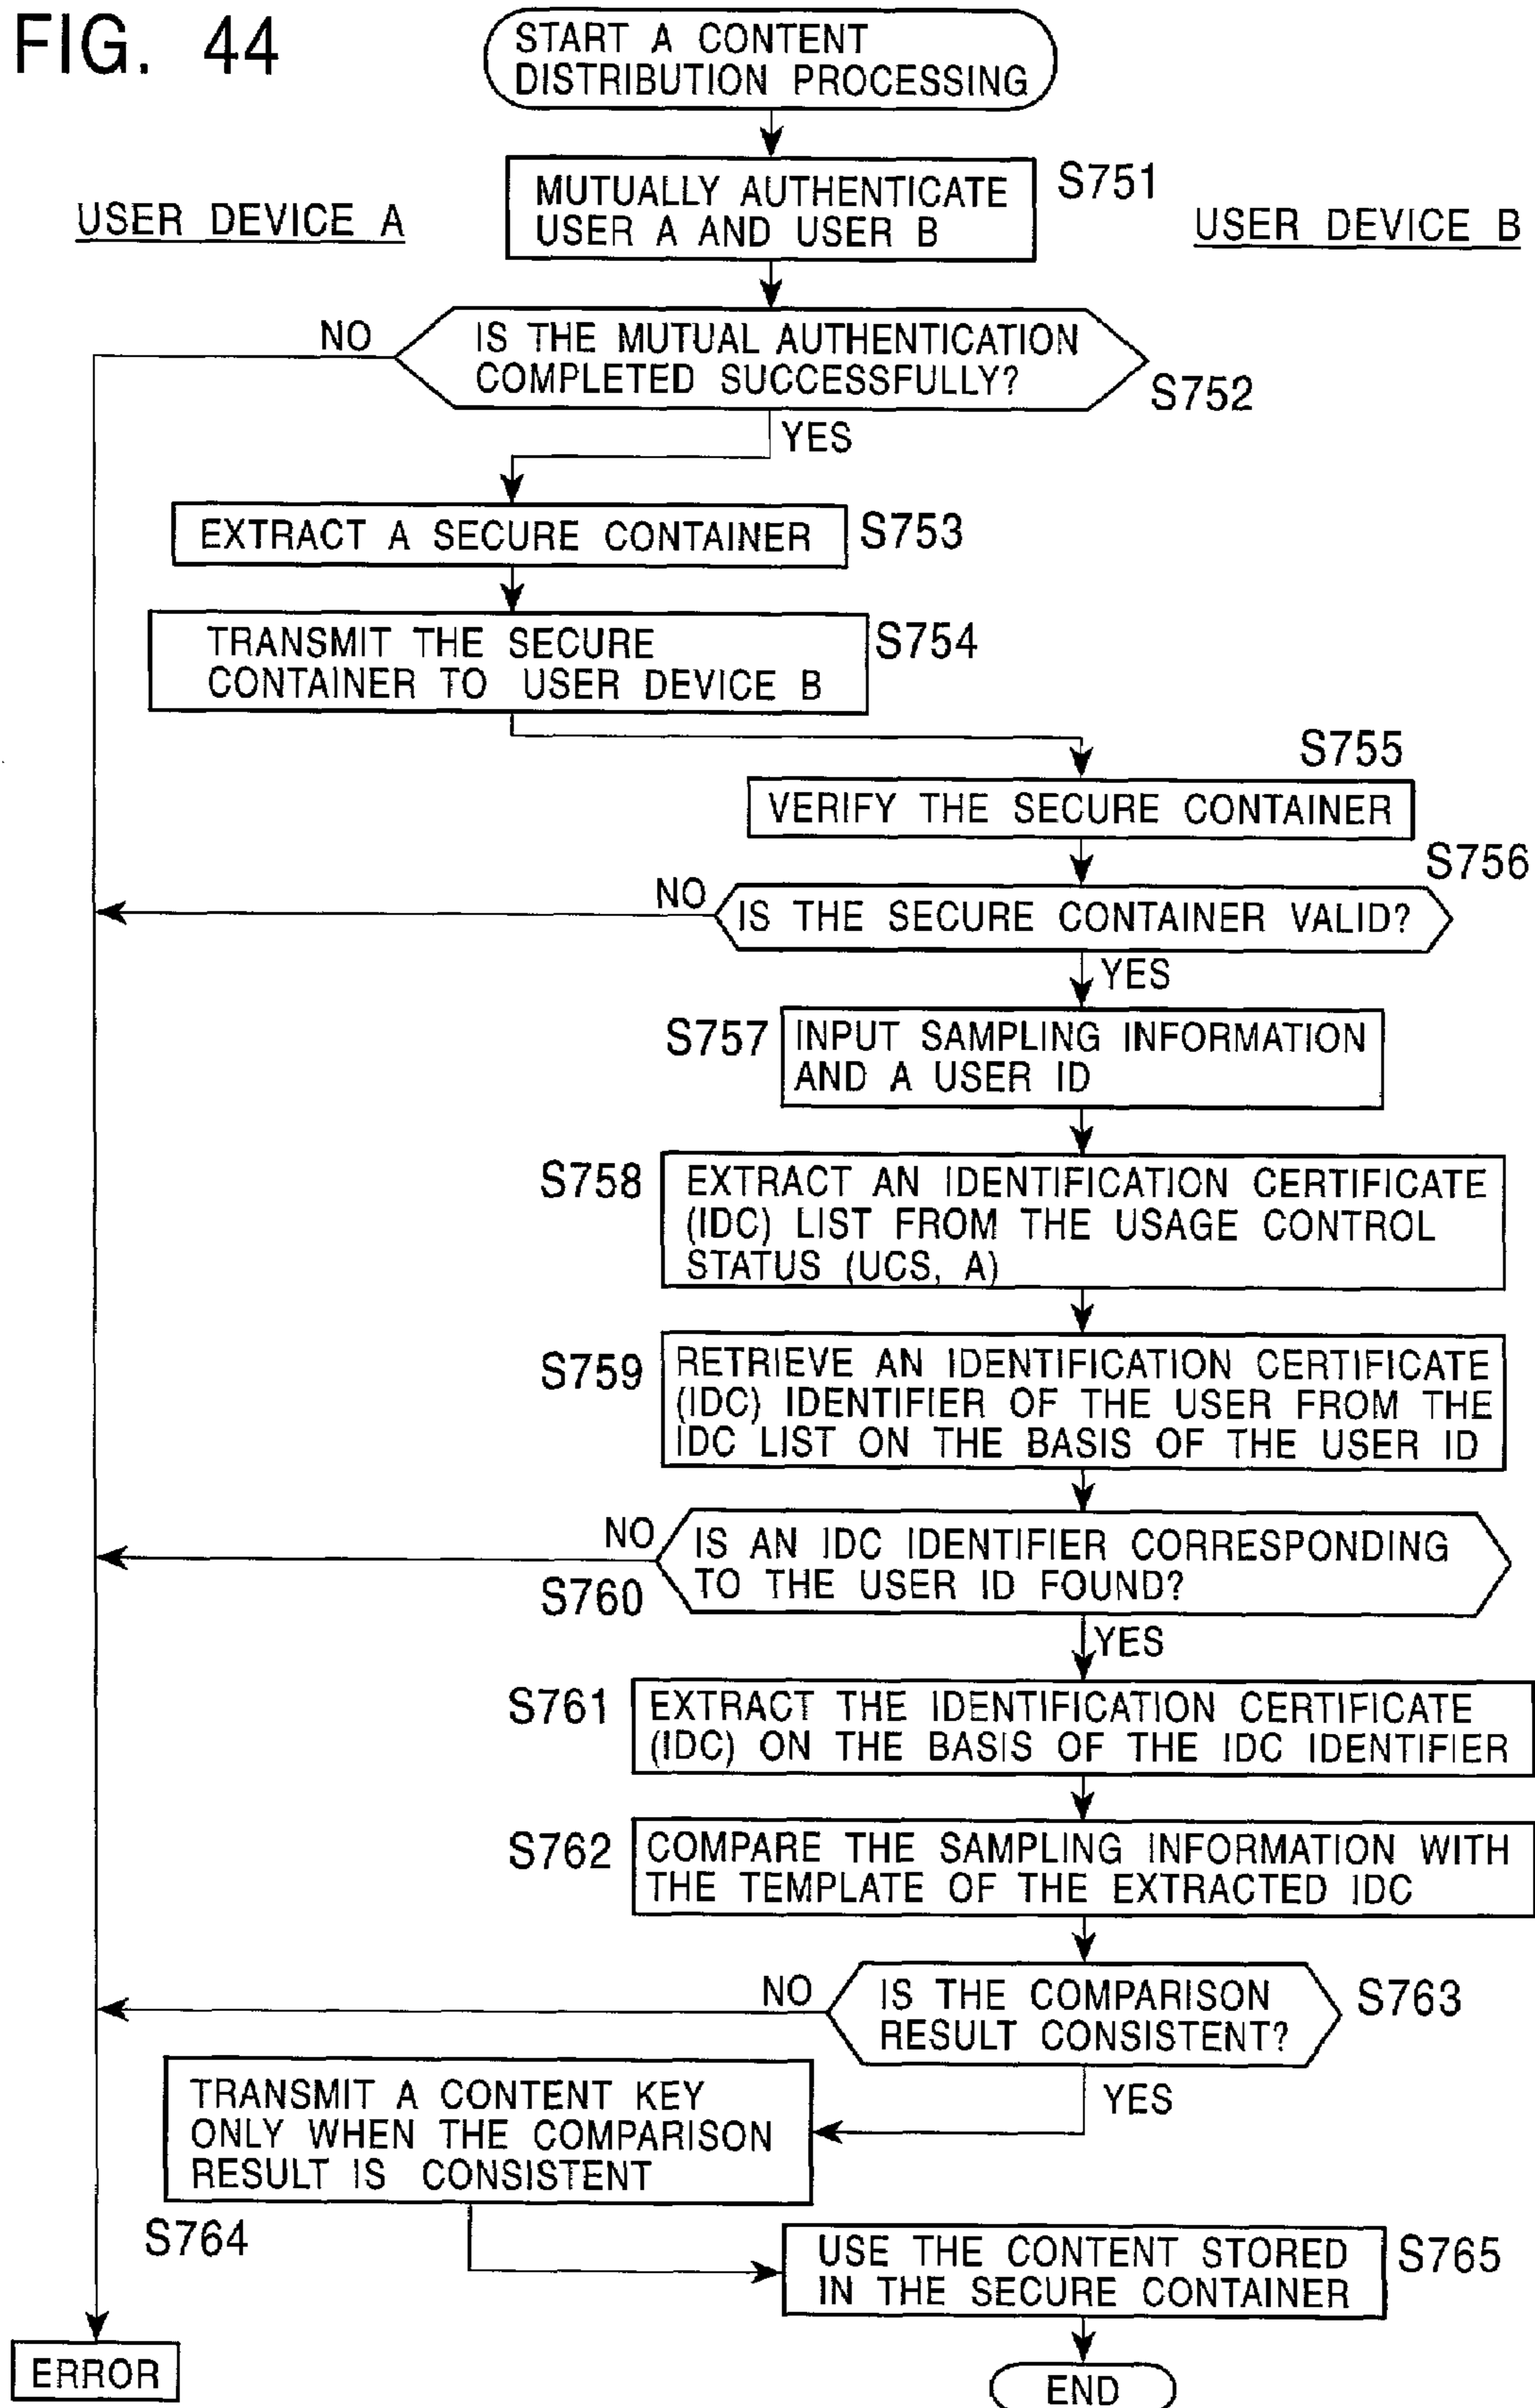 FIG. 44
START A CONTENT
DISTRIBUTION PROCESSING
MUTUALLY AUTHENTICATE
USER A AND USER B
S751
USER DEVICE A
USER DEVICE B
IS THE MUTUAL AUTHENTICATION
COMPLETED SUCCESSFULLY?
NO
S752
YES
EXTRACT A SECURE CONTAINER
S753
TRANSMIT THE SECURE
CONTAINER TO USER DEVICE B
S754
S755
VERIFY THE SECURE CONTAINER
S756
NO
IS THE SECURE CONTAINER VALID?
YES
S757
INPUT SAMPLING INFORMATION
AND A USER ID
S758
EXTRACT AN IDENTIFICATION CERTIFICATE
(IDC) LIST FROM THE USAGE CONTROL
STATUS (UCS, A)
S759
RETRIEVE AN IDENTIFICATION CERTIFICATE
(IDC) IDENTIFIER OF THE USER FROM THE
IDC LIST ON THE BASIS OF THE USER ID
NO
IS AN IDC IDENTIFIER CORRESPONDING
TO THE USER ID FOUND?
S760
YES
S761
EXTRACT THE IDENTIFICATION CERTIFICATE
(IDC) ON THE BASIS OF THE IDC IDENTIFIER
S762
COMPARE THE SAMPLING INFORMATION WITH
THE TEMPLATE OF THE EXTRACTED IDC
NO
IS THE COMPARISON
RESULT CONSISTENT?
S763
YES
TRANSMIT A CONTENT KEY
ONLY WHEN THE COMPARISON
RESULT IS CONSISTENT
S764
USE THE CONTENT STORED
IN THE SECURE CONTAINER
S765
ERROR
END